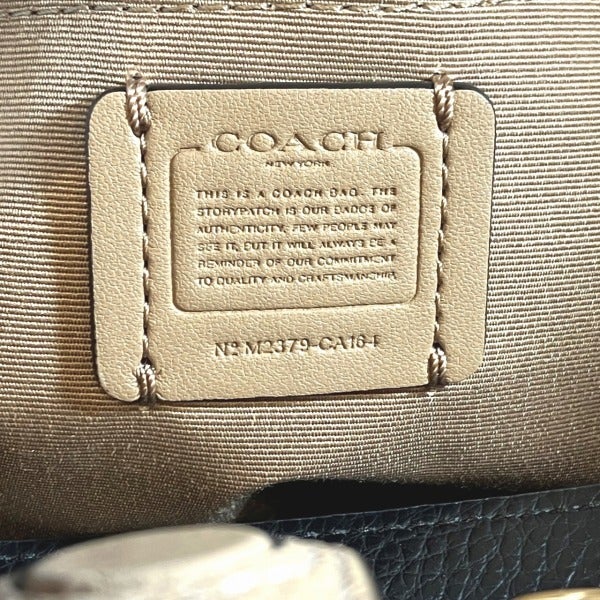 COACH
NEW YORK
THIS IS A COACH BAG. THE
STORYPATCH IS OUR BADGE OF
AUTHENTICITY, FEW PEOPLE MAY
SEE IT, BUT IT WILL ALWAYS BE A
REMINDER OF OUR COMMITMENT
TO QUALITY AND CRAFTSMANSHIP.
Nº M2379-CA164